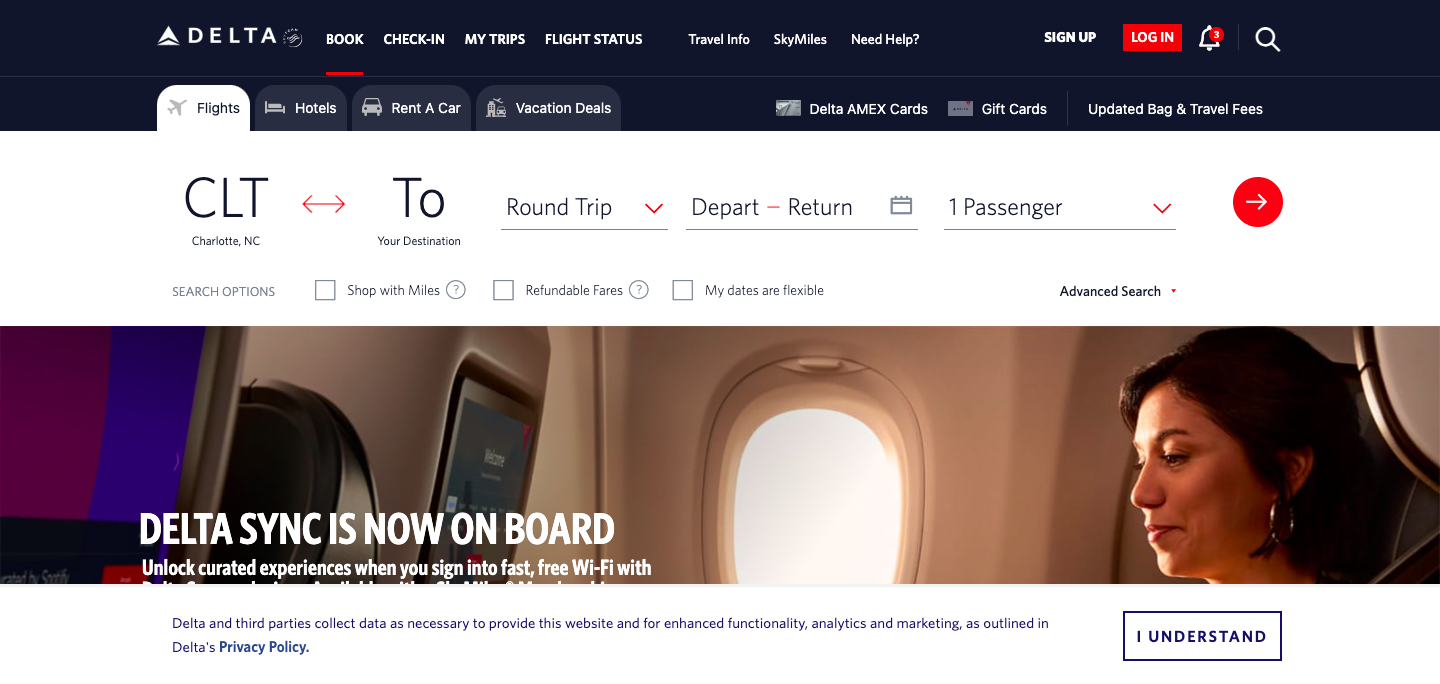 DELTA
BOOK CHECK-IN MY TRIPS FLIGHT STATUS Travel Info SkyMiles Need Help? SIGN UP LOG IN 3
Flights Hotels Rent A Car Vacation Deals Delta AMEX Cards Gift Cards Updated Bag & Travel Fees
CLT To Round Trip Depart – Return 1 Passenger
Charlotte, NC Your Destination
SEARCH OPTIONS Shop with Miles ? Refundable Fares ? My dates are flexible Advanced Search
Welcome
DELTA SYNC IS NOW ON BOARD
Unlock curated experiences when you sign into fast, free Wi-Fi with
Delta and third parties collect data as necessary to provide this website and for enhanced functionality, analytics and marketing, as outlined in
Delta's Privacy Policy.
I UNDERSTAND